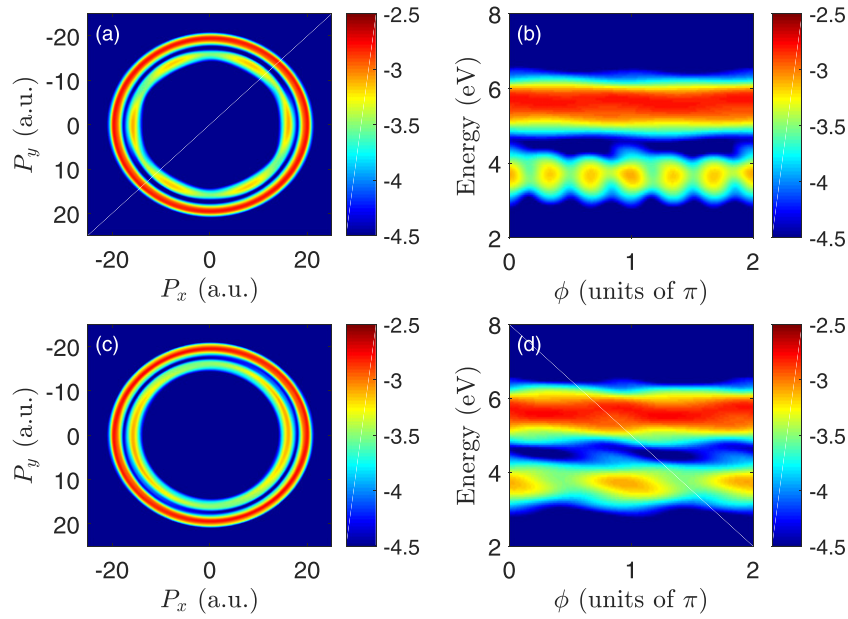 (a)
-20
-10
0
10
20
P_y (a.u.)
-20 0 20
P_x (a.u.)
-2.5
-3
-3.5
-4
-4.5
(b)
8
6
4
2
Energy (eV)
0 1 2
ϕ (units of π)
-2.5
-3
-3.5
-4
-4.5
(c)
-20
-10
0
10
20
P_y (a.u.)
-20 0 20
P_x (a.u.)
-2.5
-3
-3.5
-4
-4.5
(d)
8
6
4
2
Energy (eV)
0 1 2
ϕ (units of π)
-2.5
-3
-3.5
-4
-4.5